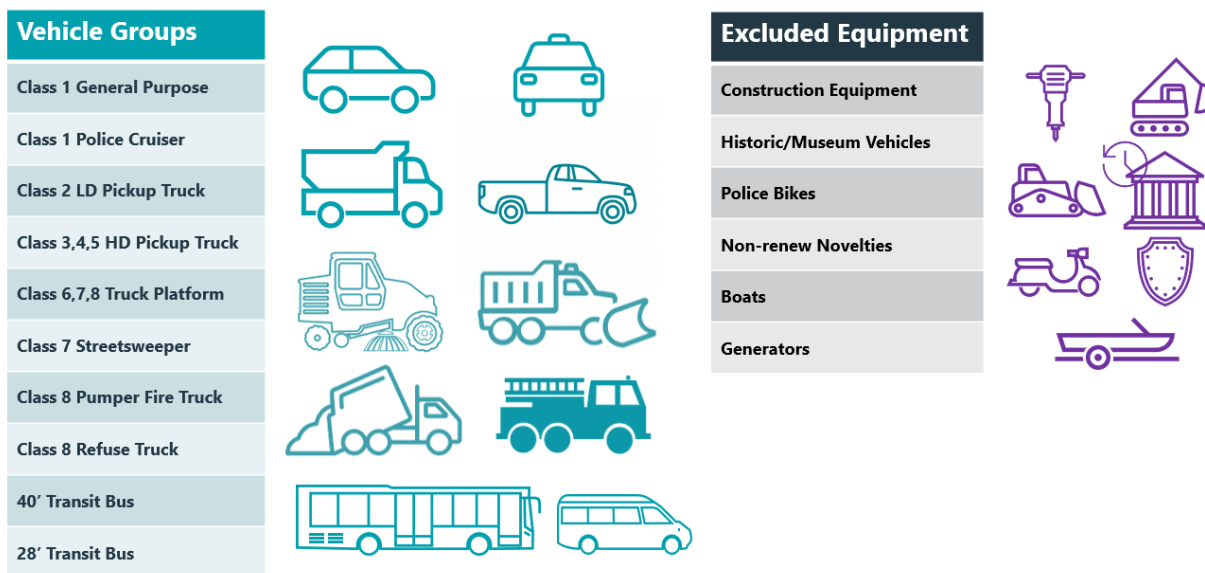 Vehicle Groups
Class 1 General Purpose
Class 1 Police Cruiser
Class 2 LD Pickup Truck
Class 3,4,5 HD Pickup Truck
Class 6,7,8 Truck Platform
Class 7 Streetsweeper
Class 8 Pumper Fire Truck
Class 8 Refuse Truck
40’ Transit Bus
28’ Transit Bus
Excluded Equipment
Construction Equipment
Historic/Museum Vehicles
Police Bikes
Non-renew Novelties
Boats
Generators